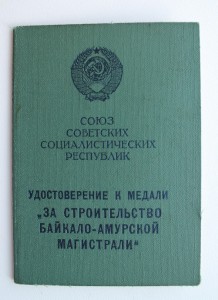 СОЮЗ
СОВЕТСКИХ
СОЦИАЛИСТИЧЕСКИХ
РЕСПУБЛИК
УДОСТОВЕРЕНИЕ К МЕДАЛИ
„ЗА СТРОИТЕЛЬСТВО
БАЙКАЛО-АМУРСКОЙ
МАГИСТРАЛИ“